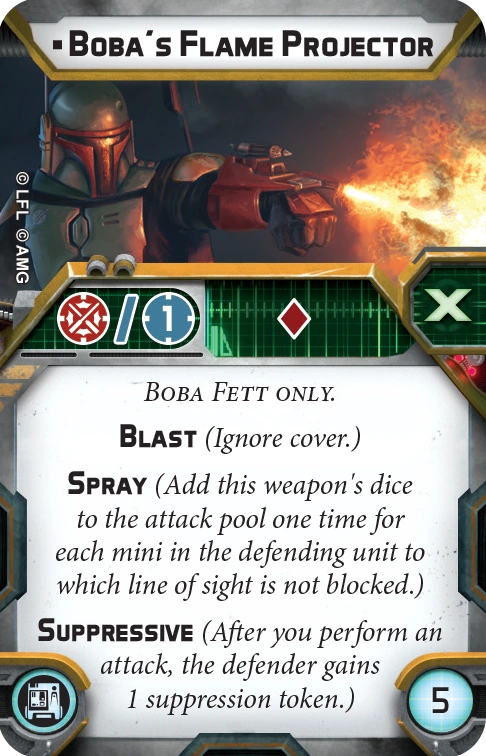 ▪Boba´s Flame Projector
© LFL ©AMG
/ 1
X
Boba Fett only.
Blast (Ignore cover.)
Spray (Add this weapon's dice
to the attack pool one time for
each mini in the defending unit to
which line of sight is not blocked.)
Suppressive (After you perform an
attack, the defender gains
1 suppression token.)
5